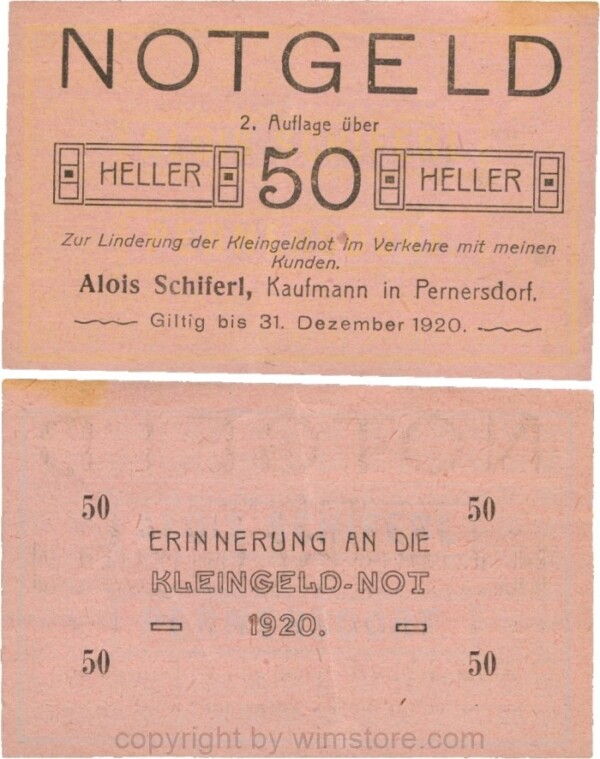 NOTGELD
2. Auflage über
HELLER 50 HELLER
Zur Linderung der Kleingeldnot im Verkehre mit meinen
Kunden.
Alois Schiferl, Kaufmann in Pernersdorf.
Giltig bis 31. Dezember 1920.
50 50
ERINNERUNG AN DIE
KLEINGELD-NOT
1920.
50 50
copyright by wimstore.com